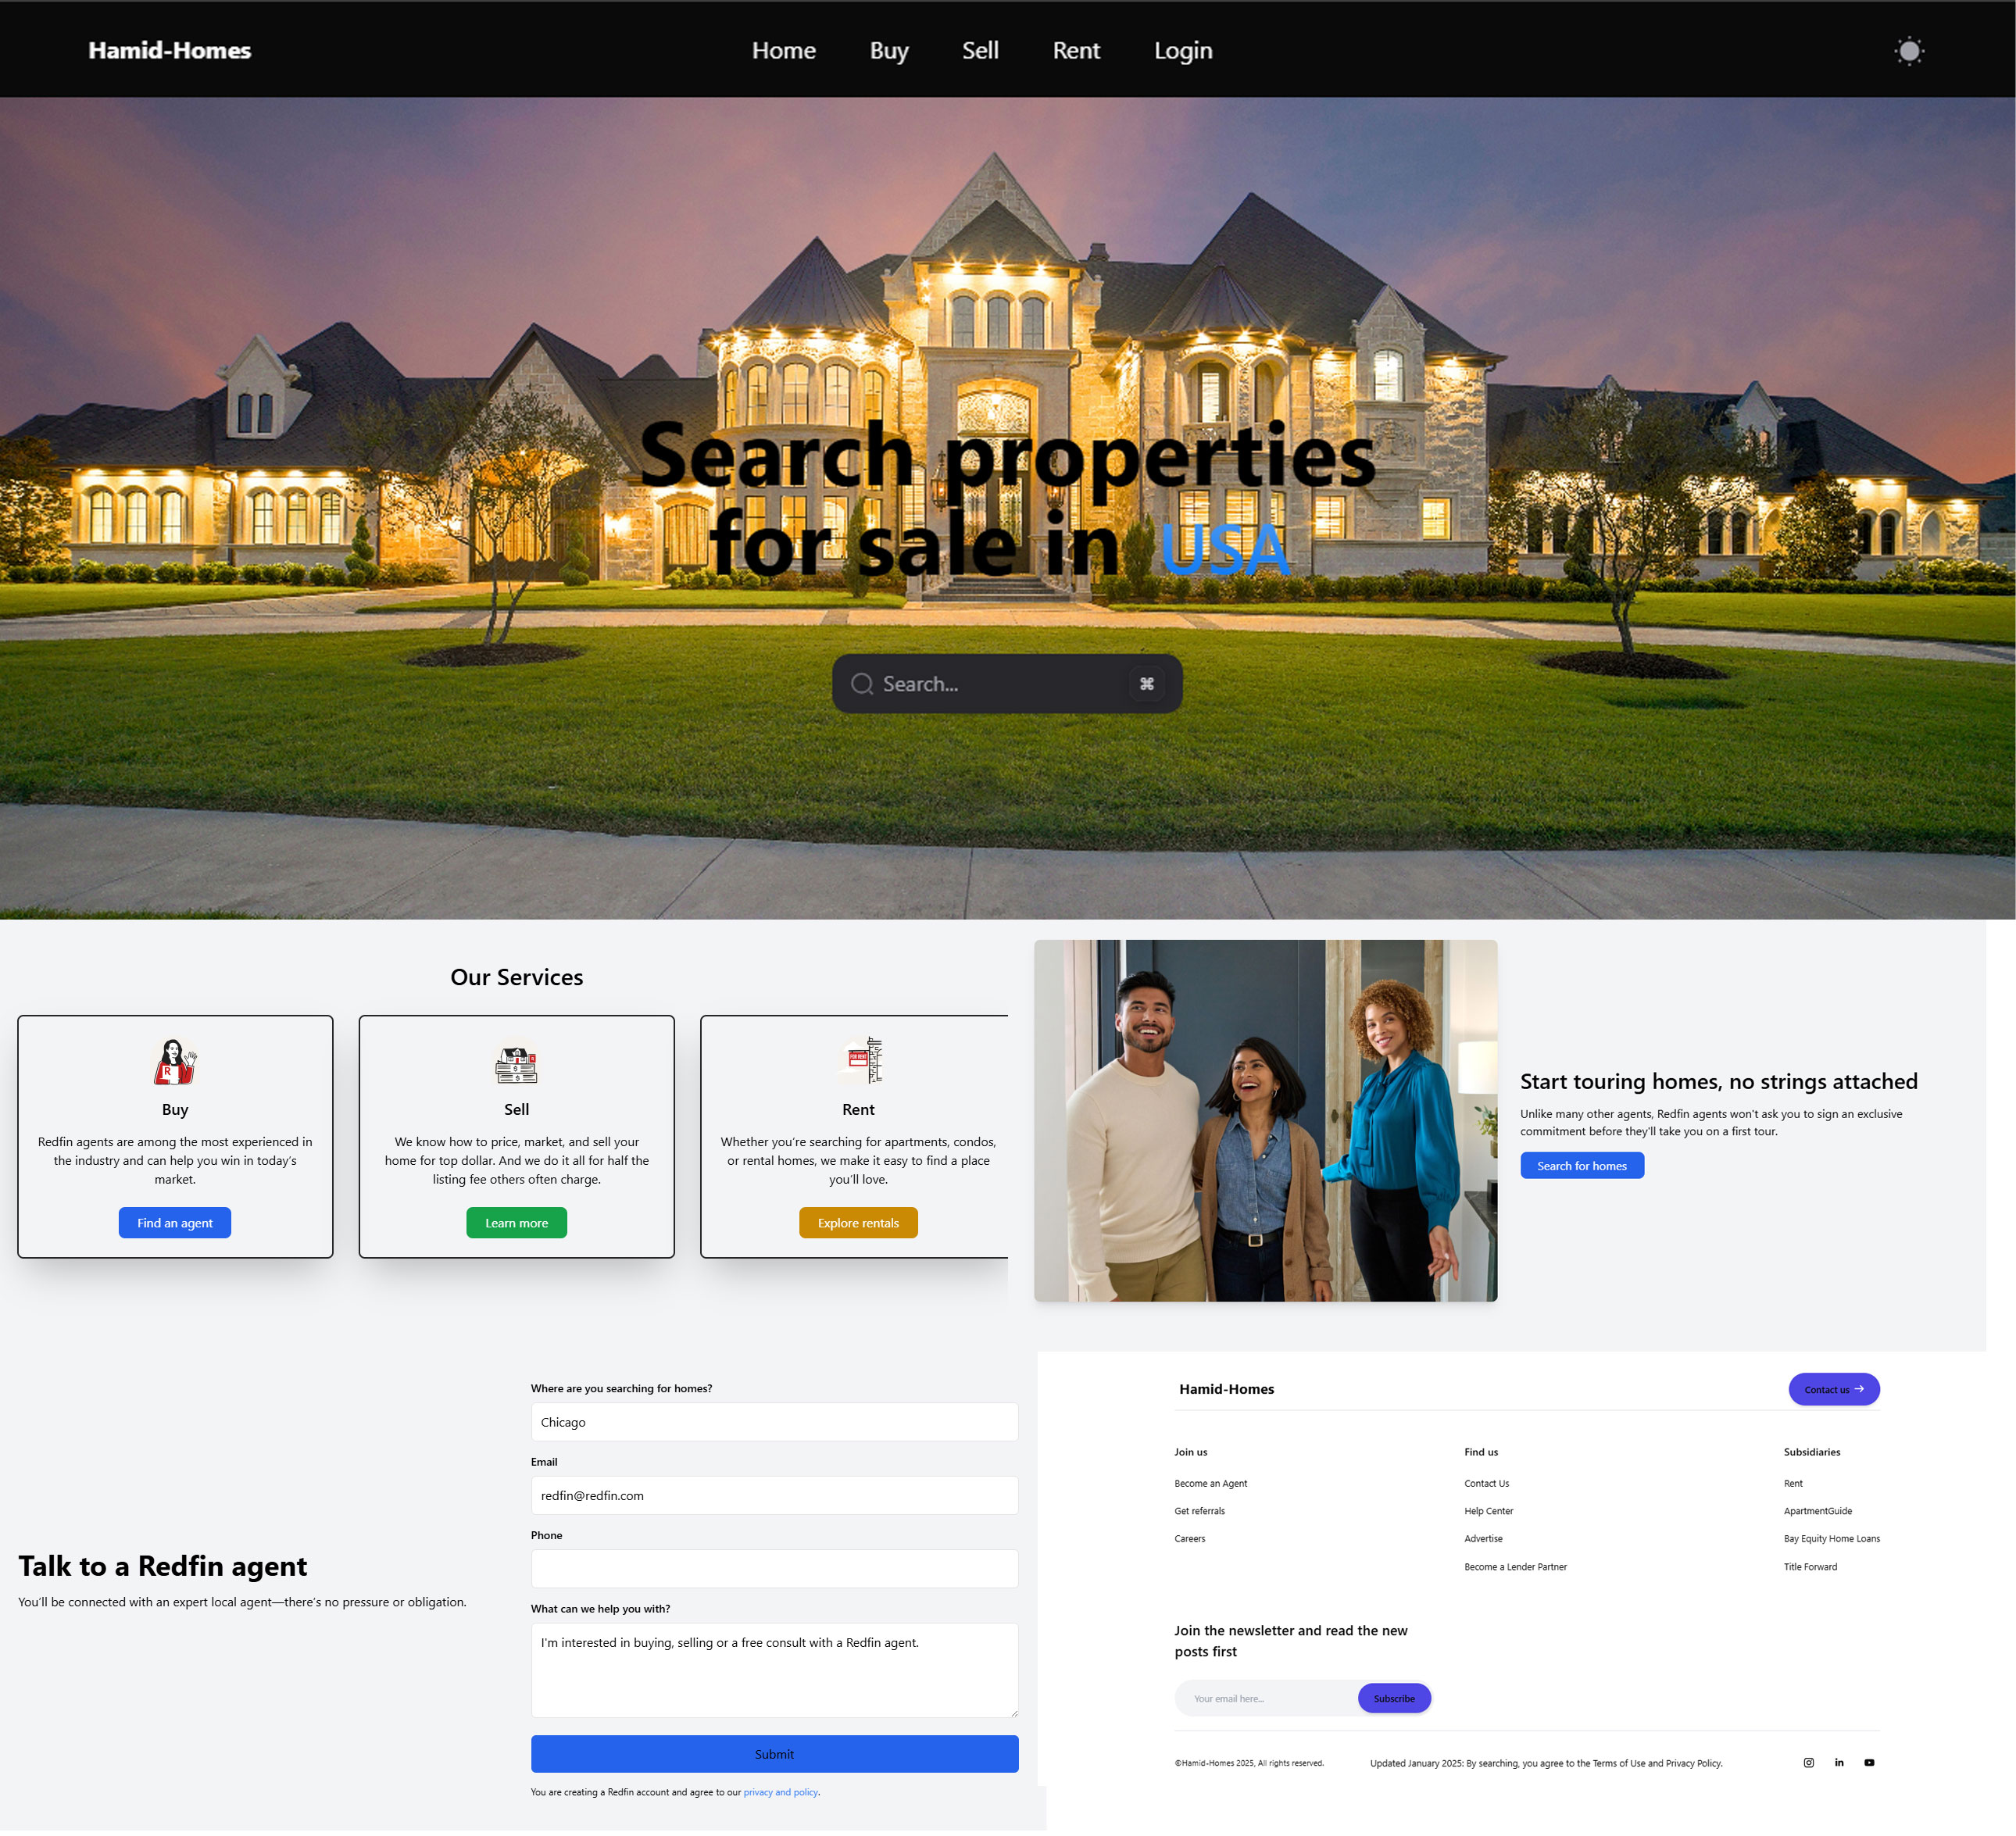 Hamid-Homes
Home
Buy
Sell
Rent
Login
Search properties
for sale in USA
Search...
⌘
Our Services
R
Buy
Redfin agents are among the most experienced in
the industry and can help you win in today's
market.
Find an agent
Sell
We know how to price, market, and sell your
home for top dollar. And we do it all for half the
listing fee others often charge.
Learn more
FOR RENT
Rent
Whether you're searching for apartments, condos,
or rental homes, we make it easy to find a place
you'll love.
Explore rentals
Start touring homes, no strings attached
Unlike many other agents, Redfin agents won't ask you to sign an exclusive
commitment before they'll take you on a first tour.
Search for homes
Talk to a Redfin agent
You'll be connected with an expert local agent—there's no pressure or obligation.
Where are you searching for homes?
Chicago
Email
redfin@redfin.com
Phone
What can we help you with?
I'm interested in buying, selling or a free consult with a Redfin agent.
Submit
You are creating a Redfin account and agree to our privacy and policy.
Hamid-Homes
Contact us →
Join us
Become an Agent
Get referrals
Careers
Find us
Contact Us
Help Center
Advertise
Become a Lender Partner
Subsidiaries
Rent
ApartmentGuide
Bay Equity Home Loans
Title Forward
Join the newsletter and read the new
posts first
Your email here...
Subscribe
©Hamid-Homes 2025, All rights reserved.
Updated January 2025: By searching, you agree to the Terms of Use and Privacy Policy.
in